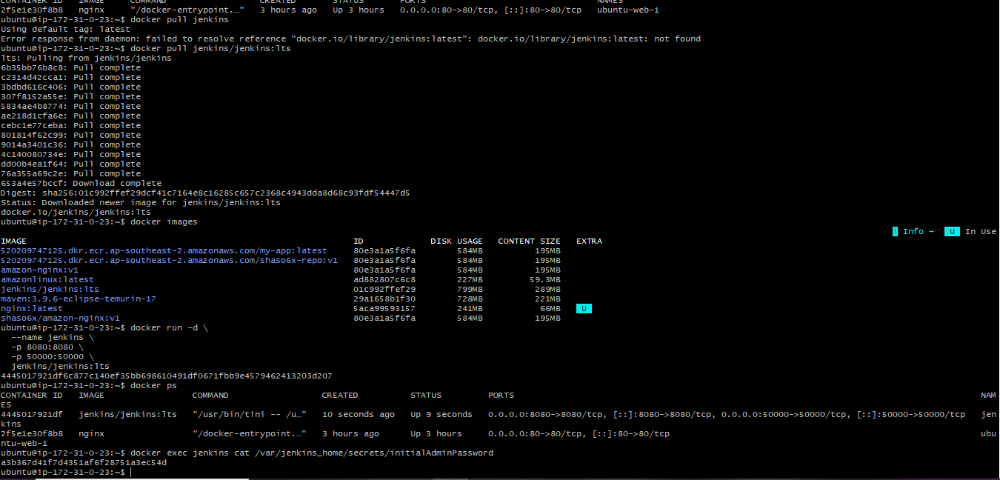 CONTAINER ID   IMAGE     COMMAND                  CREATED       STATUS       PORTS                                 NAMES
2f5e1e30f8b8   nginx     "/docker-entrypoint.…"   3 hours ago   Up 3 hours   0.0.0.0:80->80/tcp, [::]:80->80/tcp   ubuntu-web-1
ubuntu@ip-172-31-0-23:~$ docker pull jenkins
Using default tag: latest
Error response from daemon: failed to resolve reference "docker.io/library/jenkins:latest": docker.io/library/jenkins:latest: not found
ubuntu@ip-172-31-0-23:~$ docker pull jenkins/jenkins:lts
lts: Pulling from jenkins/jenkins
6b35bb76b8c8: Pull complete
c2314d42cca1: Pull complete
3bdbd616c406: Pull complete
307f8152a55e: Pull complete
5834ae4b8774: Pull complete
ae218d1cfa6e: Pull complete
cebc1e77ceba: Pull complete
801814f62c99: Pull complete
9014a3401c36: Pull complete
4c140080734e: Pull complete
dd00b4ea1f64: Pull complete
76a355a69c2e: Pull complete
653a4e57bccf: Download complete
Digest: sha256:01c992ffef29dcf41c7164e8c16285c657c2368c4943dda8d68c93fdf54447d5
Status: Downloaded newer image for jenkins/jenkins:lts
docker.io/jenkins/jenkins:lts
ubuntu@ip-172-31-0-23:~$ docker images
i Info →   U  In Use
IMAGE                                                              ID             DISK USAGE   CONTENT SIZE   EXTRA
520209747125.dkr.ecr.ap-southeast-2.amazonaws.com/my-app:latest     80e3a1a5f6fa        584MB          195MB
520209747125.dkr.ecr.ap-southeast-2.amazonaws.com/shaso6x-repo:v1   80e3a1a5f6fa        584MB          195MB
amazon-nginx:v1                                                     80e3a1a5f6fa        584MB          195MB
amazonlinux:latest                                                  ad882807c6c8        227MB         59.3MB
jenkins/jenkins:lts                                                 01c992ffef29        799MB          289MB
maven:3.9.6-eclipse-temurin-17                                      29a1658b1f30        728MB          221MB
nginx:latest                                                        5aca99593157        241MB           66MB   U
shaso6x/amazon-nginx:v1                                             80e3a1a5f6fa        584MB          195MB
ubuntu@ip-172-31-0-23:~$ docker run -d \
  --name jenkins \
  -p 8080:8080 \
  -p 50000:50000 \
  jenkins/jenkins:lts
4445017921df6c877c140ef35bb698610491df0671fbb9e4579462413203d207
ubuntu@ip-172-31-0-23:~$ docker ps
CONTAINER ID   IMAGE                 COMMAND                  CREATED          STATUS         PORTS                                                                                          NAM
ES
4445017921df   jenkins/jenkins:lts   "/usr/bin/tini -- /u…"   10 seconds ago   Up 9 seconds   0.0.0.0:8080->8080/tcp, [::]:8080->8080/tcp, 0.0.0.0:50000->50000/tcp, [::]:50000->50000/tcp   jen
kins
2f5e1e30f8b8   nginx                 "/docker-entrypoint.…"   3 hours ago      Up 3 hours     0.0.0.0:80->80/tcp, [::]:80->80/tcp                                                            ubu
ntu-web-1
ubuntu@ip-172-31-0-23:~$ docker exec jenkins cat /var/jenkins_home/secrets/initialAdminPassword
a3b367d41f7d4351af6f28751a3ec54d
ubuntu@ip-172-31-0-23:~$